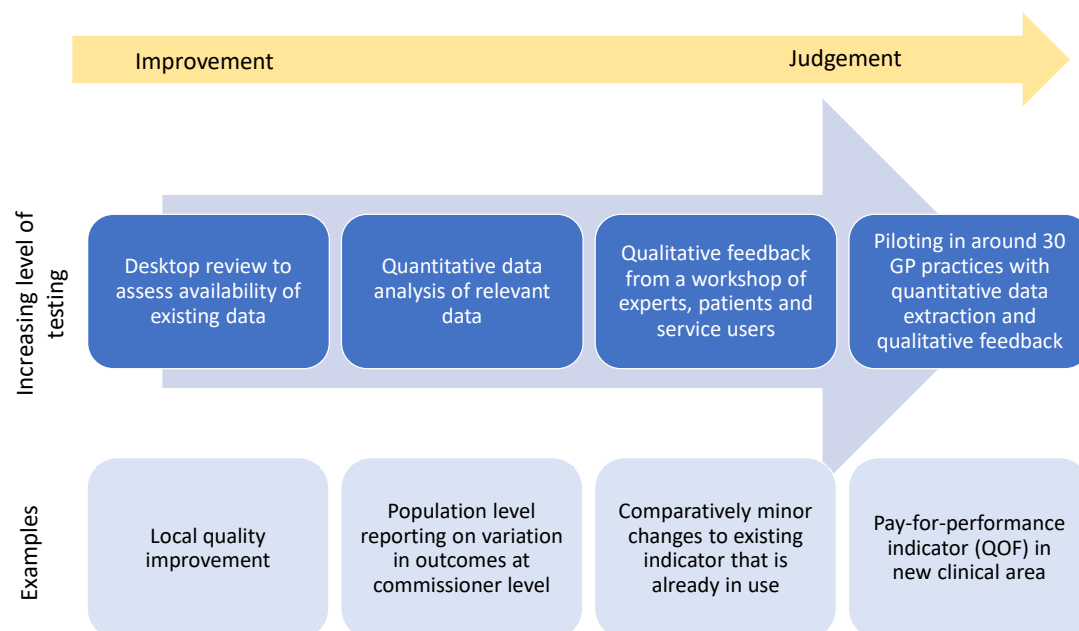 Improvement
Judgement
Increasing level of
testing
Desktop review to
assess availability of
existing data
Quantitative data
analysis of relevant
data
Qualitative feedback
from a workshop of
experts, patients and
service users
Piloting in around 30
GP practices with
quantitative data
extraction and
qualitative feedback
Examples
Local quality
improvement
Population level
reporting on variation
in outcomes at
commissioner level
Comparatively minor
changes to existing
indicator that is
already in use
Pay-for-performance
indicator (QOF) in
new clinical area